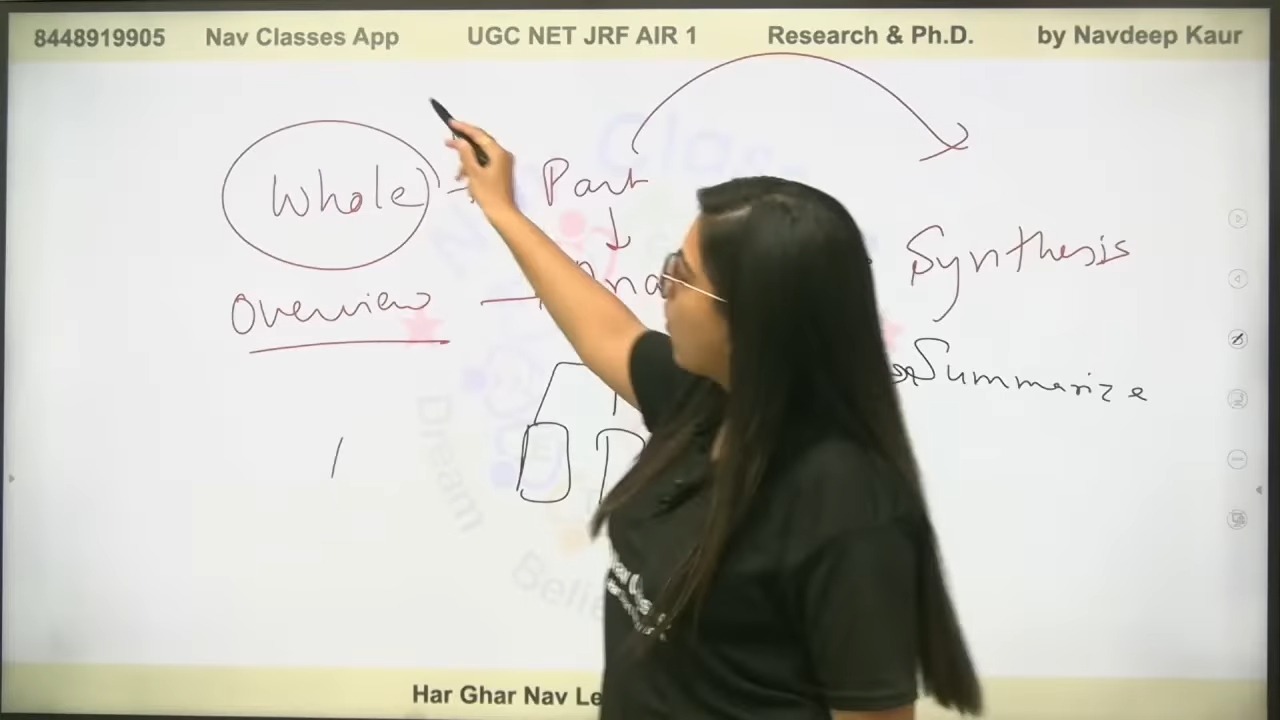 8448919905 Nav Classes App UGC NET JRF AIR 1 Research & Ph.D. by Navdeep Kaur
Whole → Part
Overview Synthesis
Summarize
Dream
Har Ghar Nav